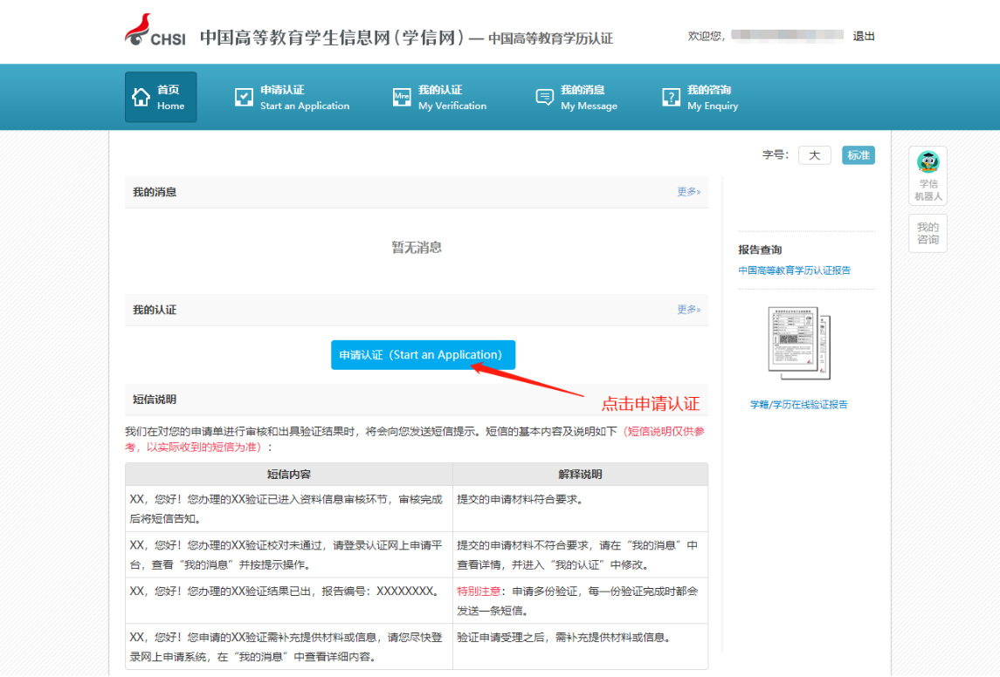 CHSI 中国高等教育学生信息网(学信网) — 中国高等教育学历认证
欢迎您, 退出
首页
Home
申请认证
Start an Application
Mine
我的认证
My Verification
我的消息
My Message
?
我的咨询
My Enquiry
字号: 大 标准
学信
机器人
我的
咨询
我的消息 更多»
暂无消息
我的认证 更多»
申请认证（Start an Application）
点击申请认证
报告查询
中国高等教育学历认证报告
学籍/学历在线验证报告
短信说明
我们在对您的申请单进行审核和出具验证结果时，将会向您发送短信提示。短信的基本内容及说明如下（短信说明仅供参
考，以实际收到的短信为准）：
短信内容 解释说明
XX，您好！您办理的XX验证已进入资料信息审核环节，审核完成
后将短信告知。
提交的申请材料符合要求。
XX，您好！您办理的XX验证校对未通过，请登录认证网上申请平
台，查看“我的消息”并按提示操作。
提交的申请材料不符合要求，请在“我的消息”中
查看详情，并进入“我的认证”中修改。
XX，您好！您办理的XX验证结果已出，报告编号：XXXXXXXX。
特别注意：申请多份验证，每一份验证完成时都会
发送一条短信。
XX，您好！您申请的XX验证需补充提供材料或信息，请您尽快登
录网上申请系统，在“我的消息”中查看详细内容。
验证申请受理之后，需补充提供材料或信息。